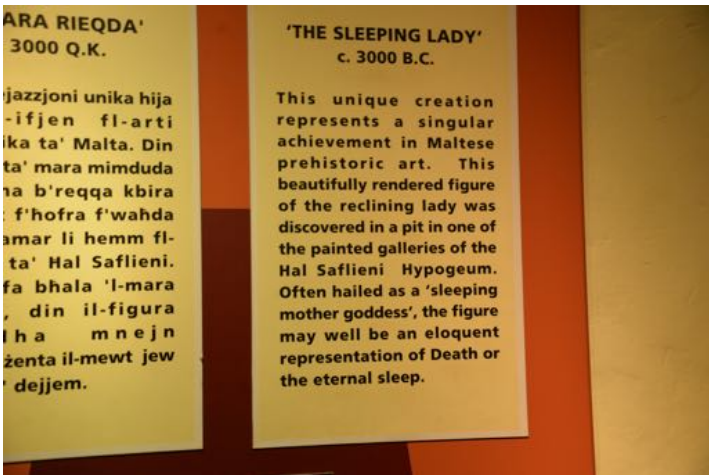 ARA RIEQDA'
3000 Q.K.
jazzjoni unika hija
-ifjen fl-arti
ika ta' Malta. Din
ta' mara mimduda
na b'reqqa kbira
f'hofra f'waħda
amar li hemm fl-
ta' Hal Saflieni.
fa bhala 'l-mara
, din il-figura
lha mnejn
żenta il-mewt jew
' dejjem.
'THE SLEEPING LADY'
c. 3000 B.C.
This unique creation
represents a singular
achievement in Maltese
prehistoric art. This
beautifully rendered figure
of the reclining lady was
discovered in a pit in one of
the painted galleries of the
Hal Saflieni Hypogeum.
Often hailed as a 'sleeping
mother goddess', the figure
may well be an eloquent
representation of Death or
the eternal sleep.